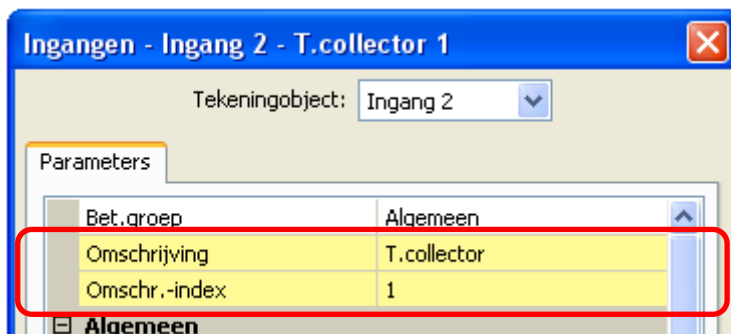 Ingangen - Ingang 2 - T.collector 1
Tekeningobject: Ingang 2
Parameters
Bet.groep Algemeen
Omschrijving T.collector
Omschr.-index 1
Algemeen